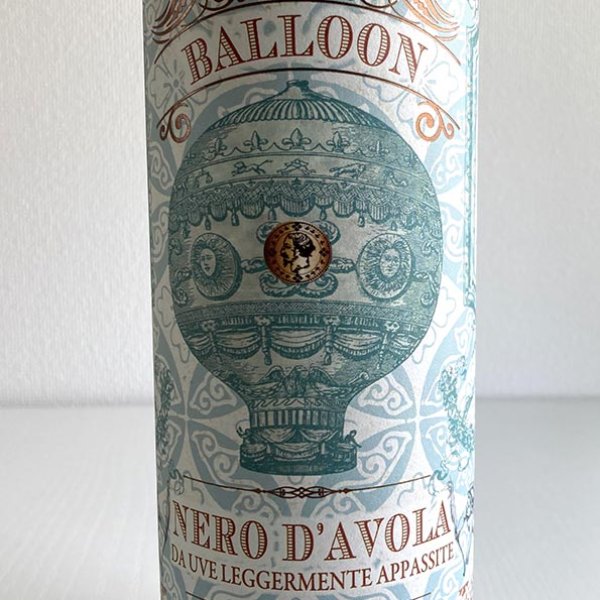 BALLOON
NERO D'AVOLA
DA UVE LEGGERMENTE APPASSITE